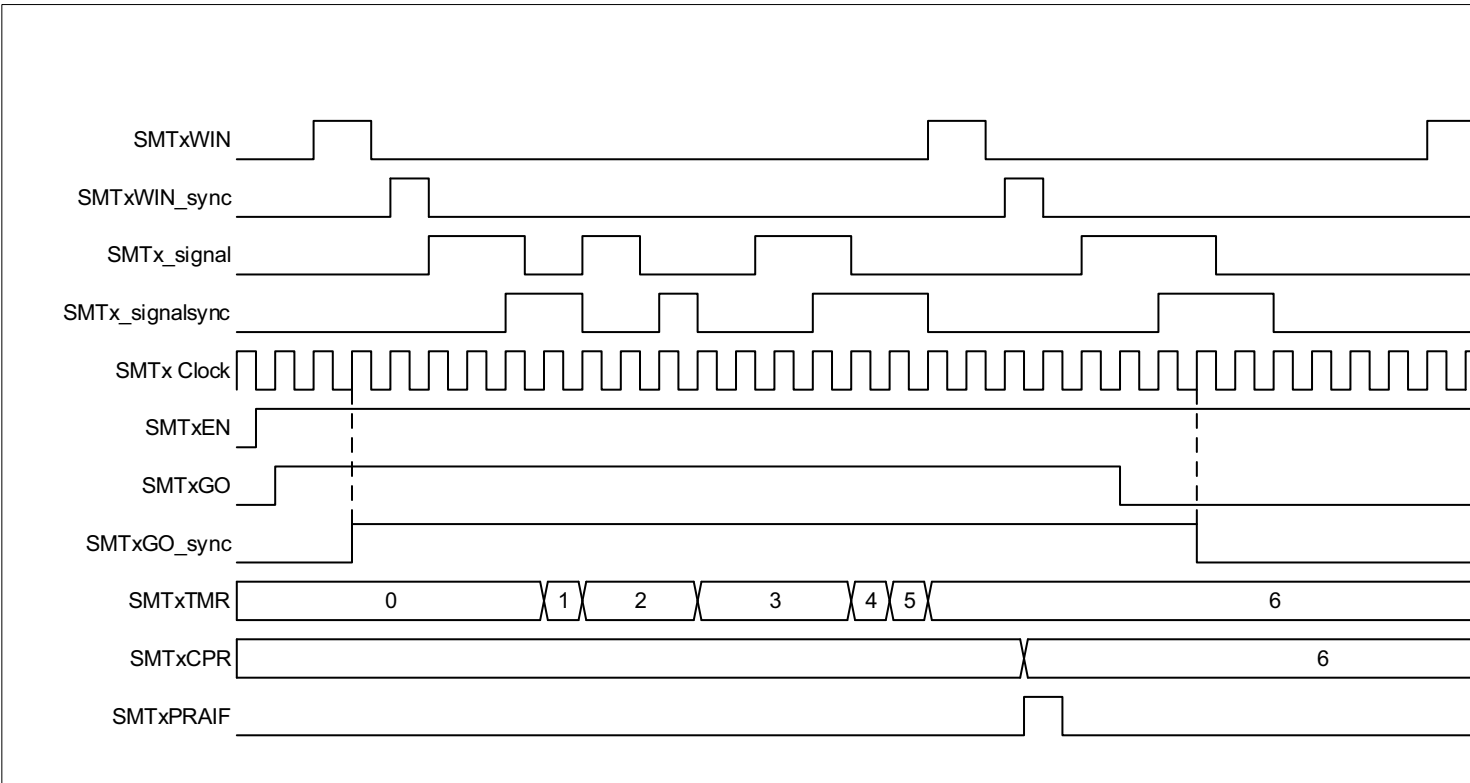 SMTxWIN
SMTxWIN_sync
SMTx_signal
SMTx_signalsync
SMTx Clock
SMTxEN
SMTxGO
SMTxGO_sync
SMTxTMR 0 1 2 3 4 5 6
SMTxCPR 6
SMTxPRAIF